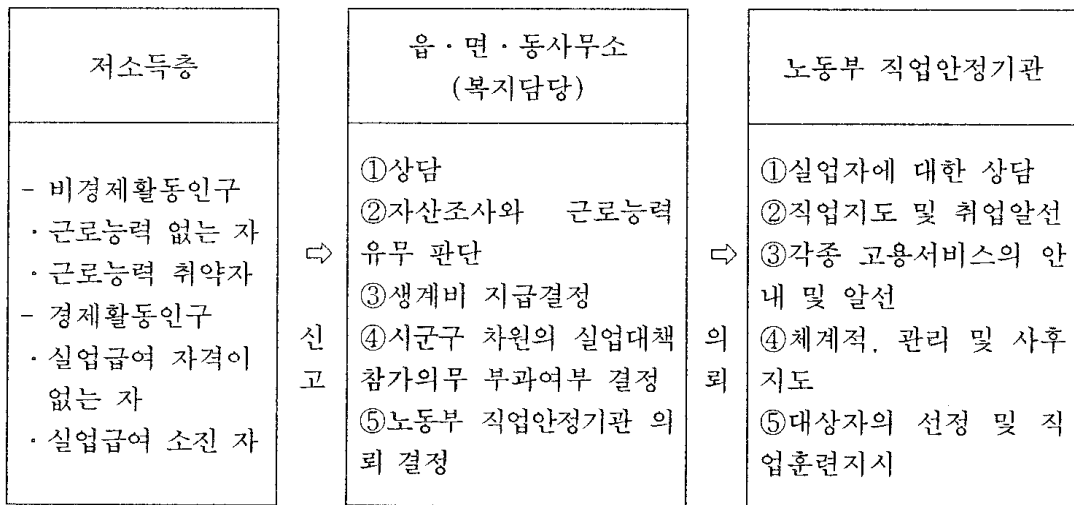 저소득층
- 비경제활동인구
· 근로능력 없는 자
· 근로능력 취약자
- 경제활동인구
· 실업급여 자격이
없는 자
· 실업급여 소진 자
⇨
신
고
읍 · 면 · 동사무소
(복지담당)
①상담
②자산조사와 근로능력
유무 판단
③생계비 지급결정
④시군구 차원의 실업대책
참가의무 부과여부 결정
⑤노동부 직업안정기관 의
뢰 결정
⇨
의
뢰
노동부 직업안정기관
①실업자에 대한 상담
②직업지도 및 취업알선
③각종 고용서비스의 안
내 및 알선
④체계적, 관리 및 사후
지도
⑤대상자의 선정 및 직
업훈련지시